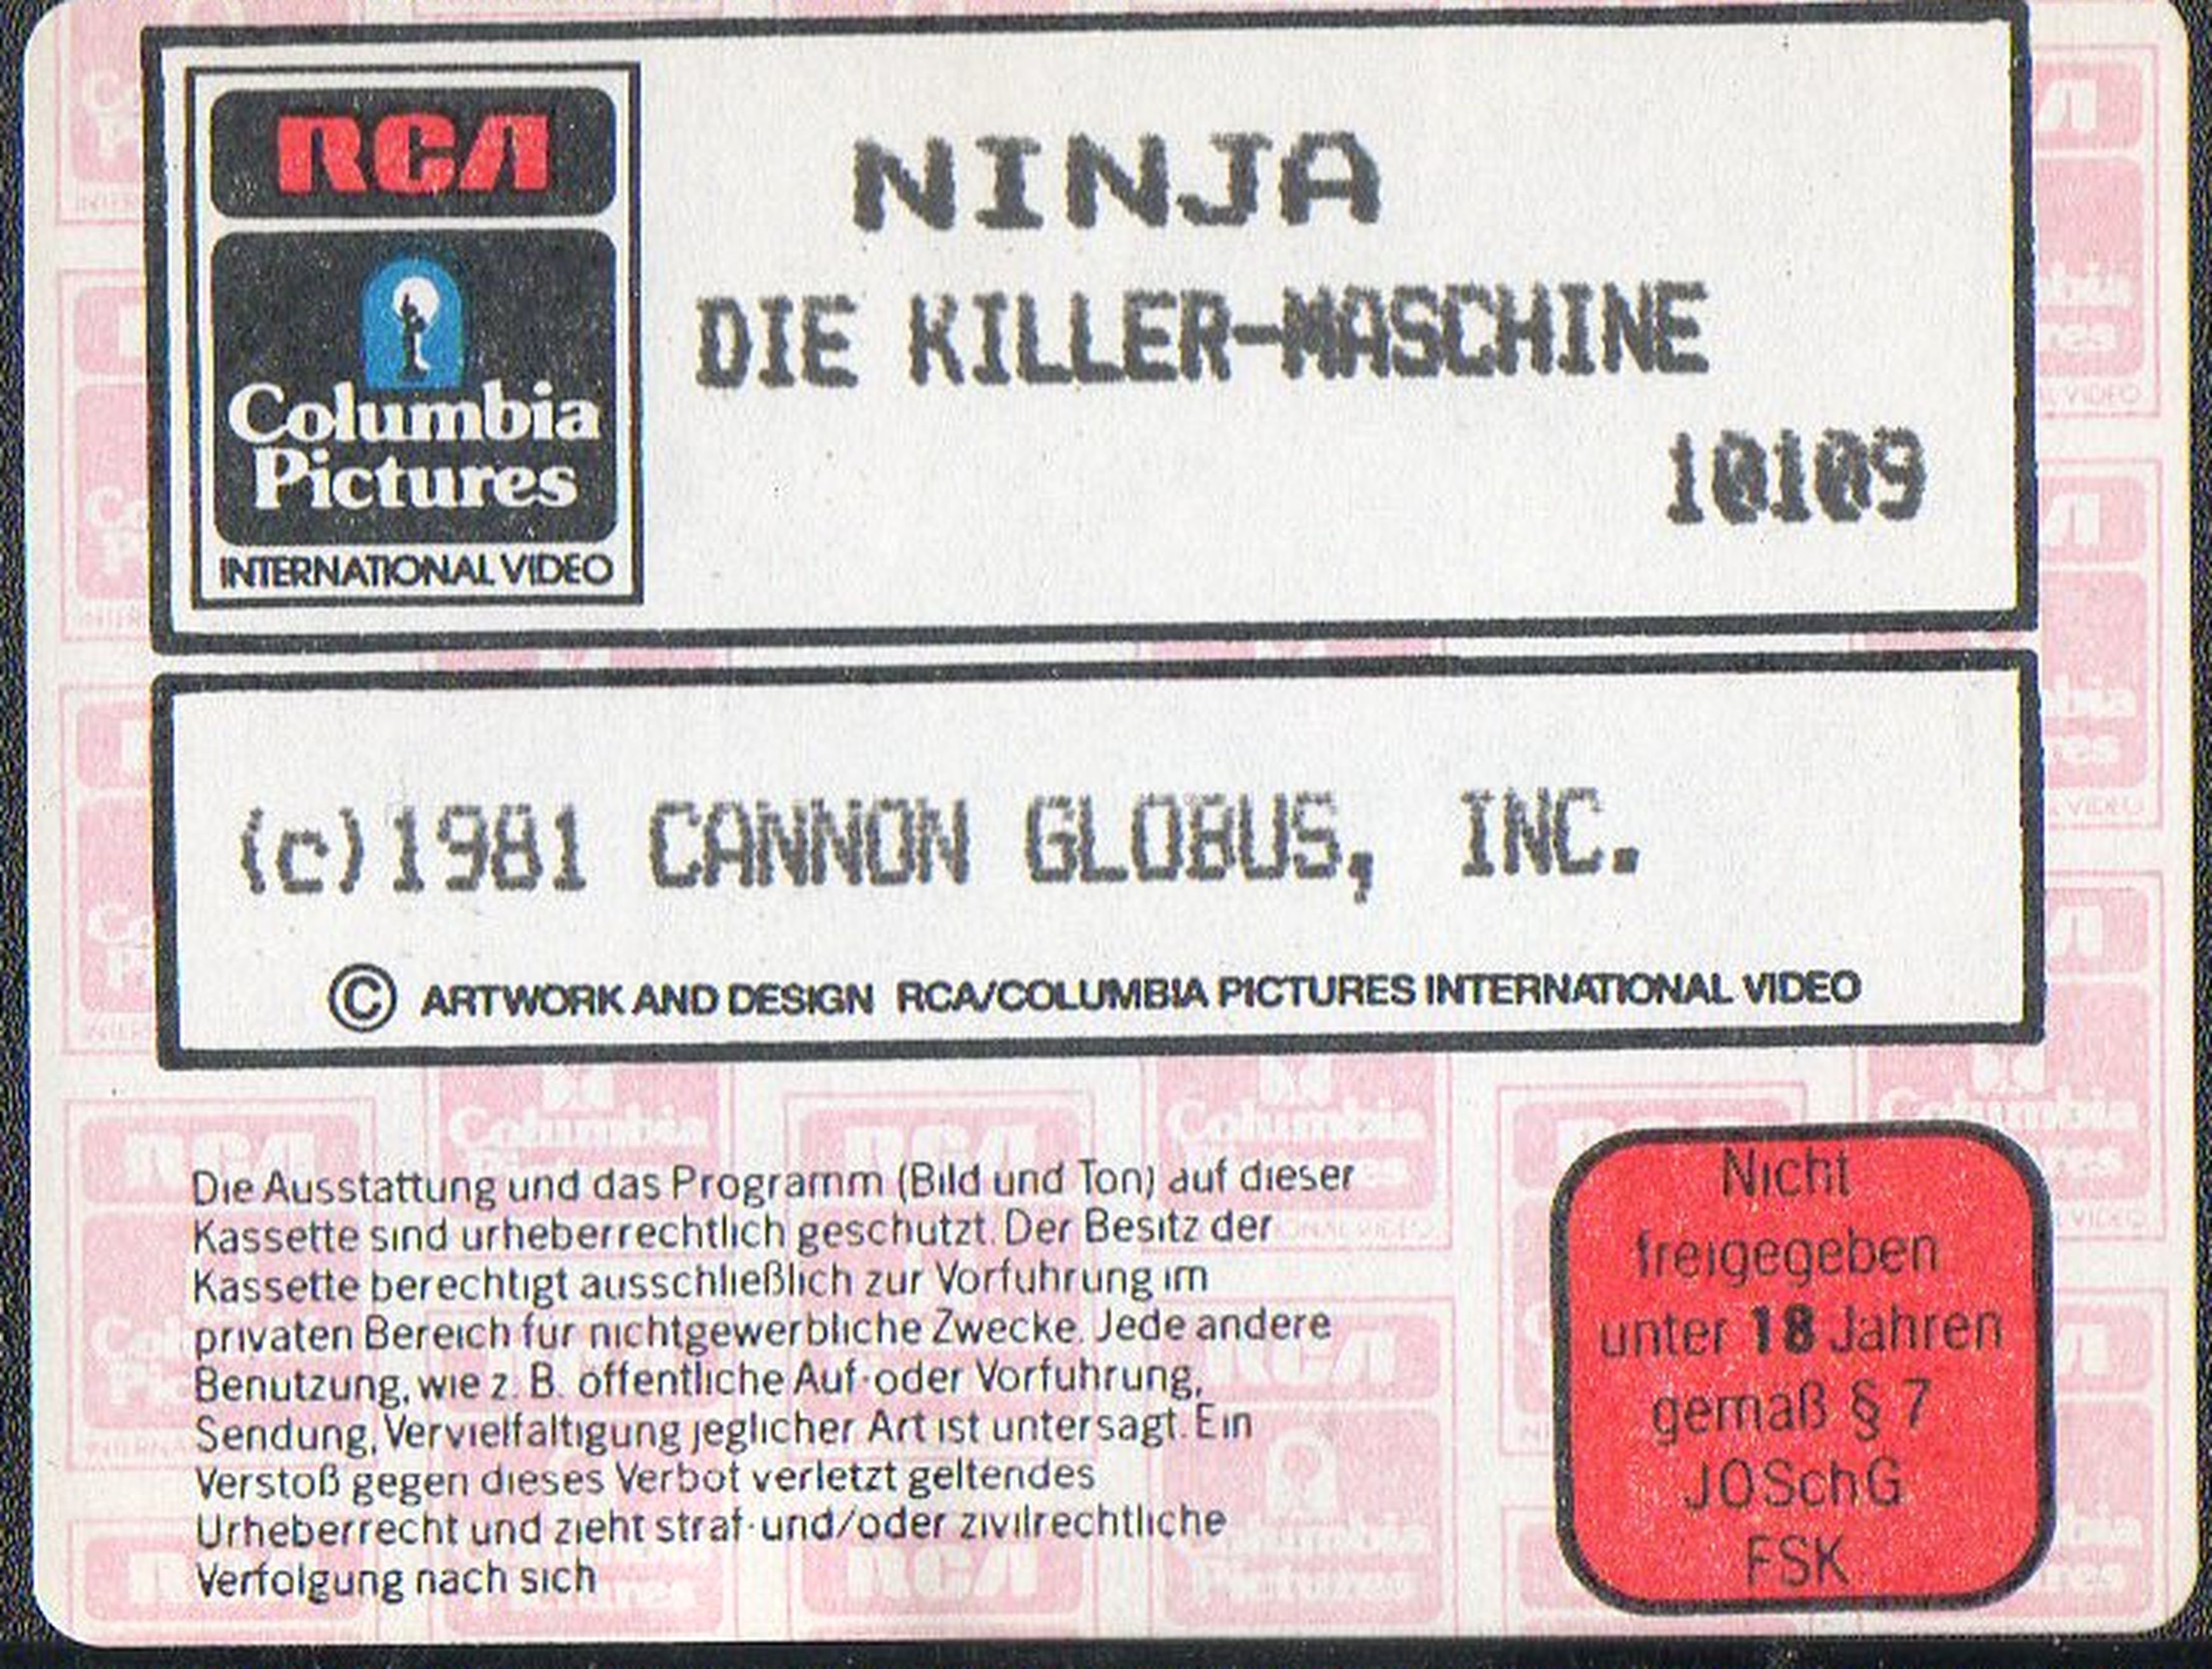 RCA
Columbia
Pictures
INTERNATIONAL VIDEO
NINJA
DIE KILLER-MASCHINE
10109
(c)1981 CANNON GLOBUS, INC.
© ARTWORK AND DESIGN RCA/COLUMBIA PICTURES INTERNATIONAL VIDEO
Die Ausstattung und das Programm (Bild und Ton) auf dieser
Kassette sind urheberrechtlich geschutzt. Der Besitz der
Kassette berechtigt ausschließlich zur Vorfuhrung im
privaten Bereich fur nichtgewerbliche Zwecke. Jede andere
Benutzung, wie z. B. offentliche Auf-oder Vorfuhrung,
Sendung, Vervielfaltigung jeglicher Art ist untersagt. Ein
Verstoß gegen dieses Verbot verletzt geltendes
Urheberrecht und zieht straf-und/oder zivilrechtliche
Verfolgung nach sich
Nicht
freigegeben
unter 18 Jahren
gemaß § 7
JOSchG
FSK